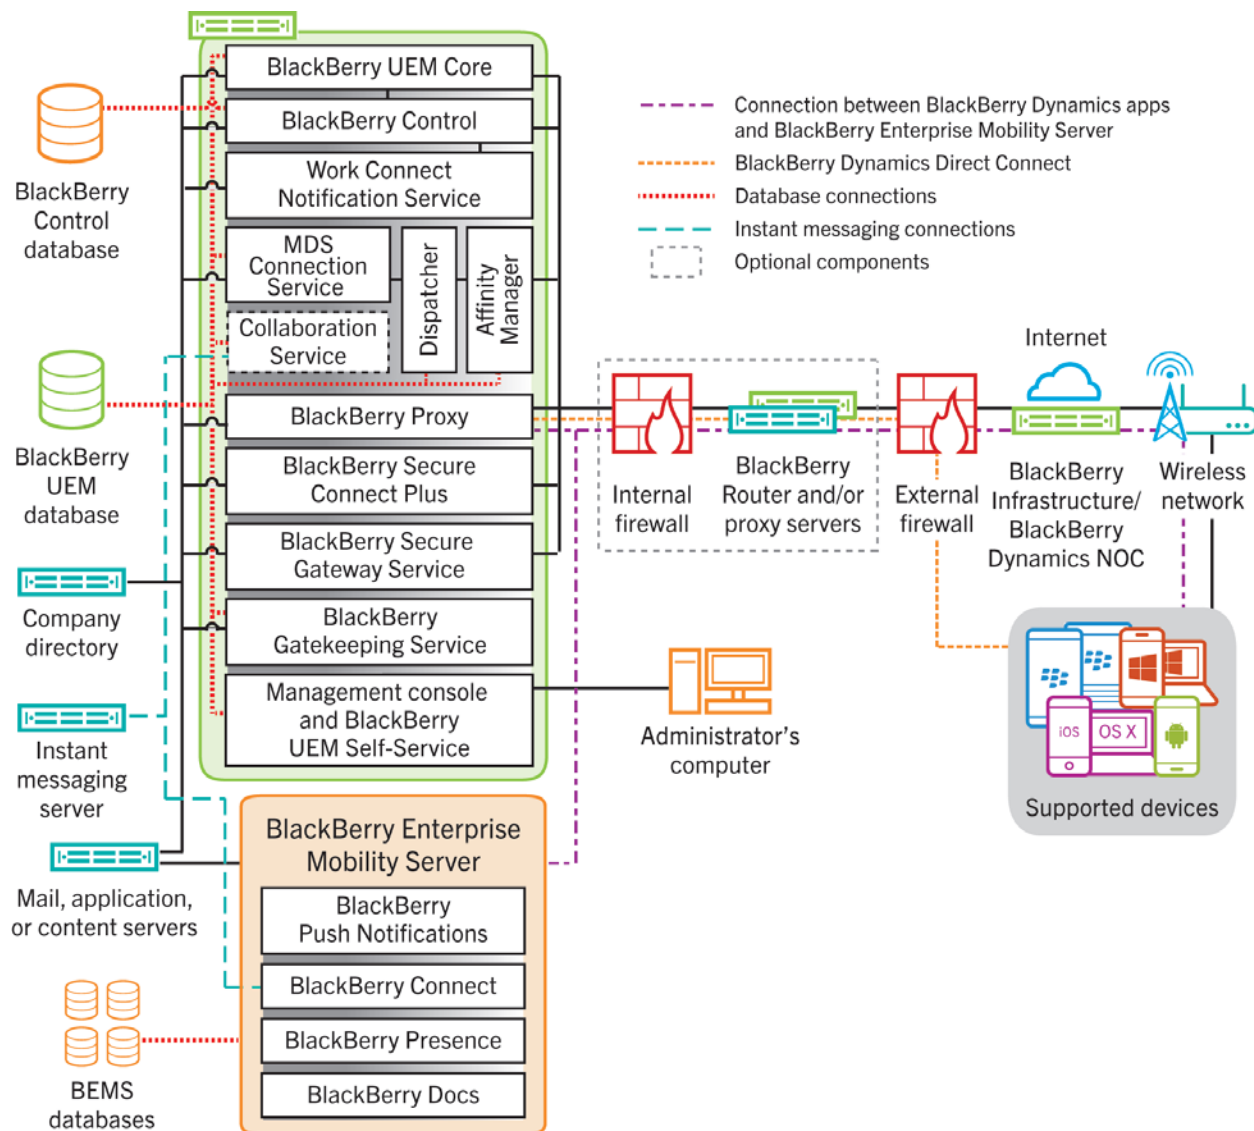 BlackBerry UEM Core
BlackBerry Control
Work Connect
Notification Service
MDS
Connection
Service
Dispatcher
Affinity
Manager
Collaboration
Service
BlackBerry Proxy
BlackBerry Secure
Connect Plus
BlackBerry Secure
Gateway Service
BlackBerry
Gatekeeping Service
Management console
and BlackBerry
UEM Self-Service
BlackBerry
Control
database
BlackBerry
UEM
database
Company
directory
Instant
messaging
server
Mail, application,
or content servers
BEMS
databases
BlackBerry Enterprise
Mobility Server
BlackBerry
Push Notifications
BlackBerry Connect
BlackBerry Presence
BlackBerry Docs
Connection between BlackBerry Dynamics apps
and BlackBerry Enterprise Mobility Server
BlackBerry Dynamics Direct Connect
Database connections
Instant messaging connections
Optional components
Internet
Internal
firewall
BlackBerry
Router and/or
proxy servers
External
firewall
BlackBerry
Infrastructure/
BlackBerry
Dynamics NOC
Wireless
network
Administrator's
computer
iOS
OS X
Supported devices